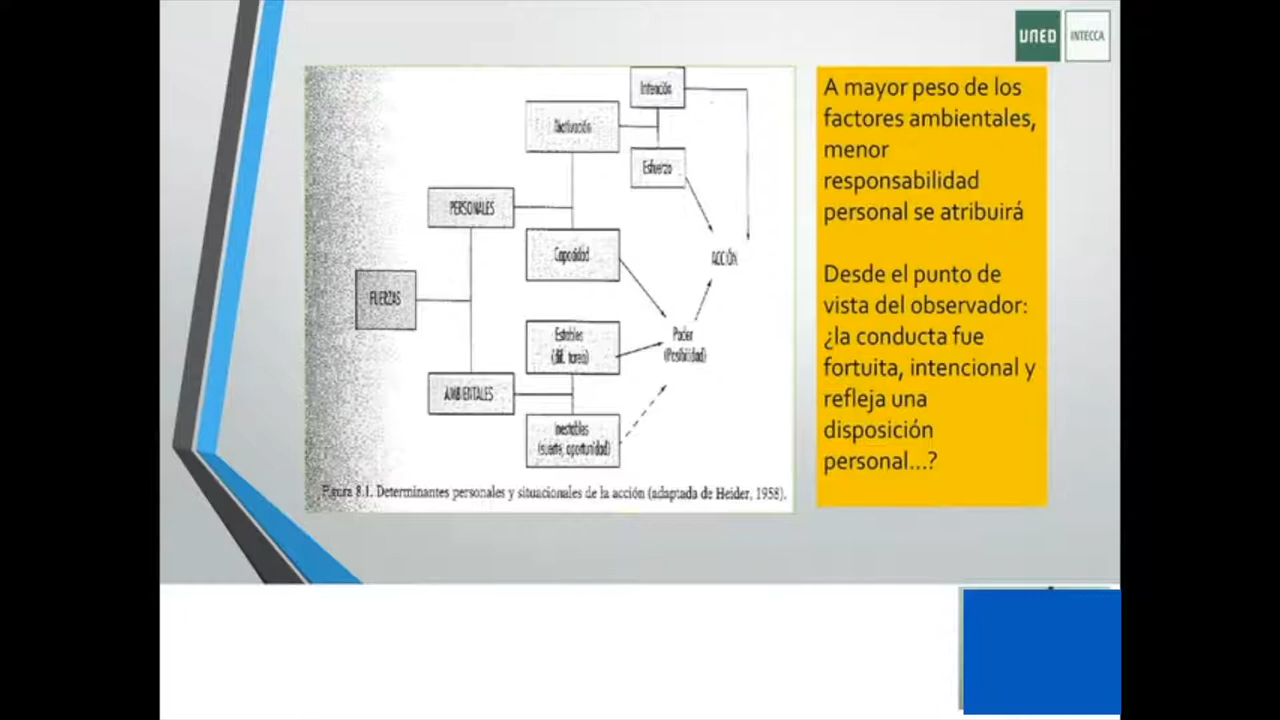 UNED
INTECCA
Intención
Motivación
Esfuerzo
PERSONALES
Capacidad
ACCIÓN
FUERZAS
Estables
(dif. tarea)
Poder
(Posibilidad)
AMBIENTALES
Inestables
(suerte, oportunidad)
Figura 8.1. Determinantes personales y situacionales de la acción (adaptada de Heider, 1958).
A mayor peso de los
factores ambientales,
menor
responsabilidad
personal se atribuirá
Desde el punto de
vista del observador:
¿la conducta fue
fortuita, intencional y
refleja una
disposición
personal...?